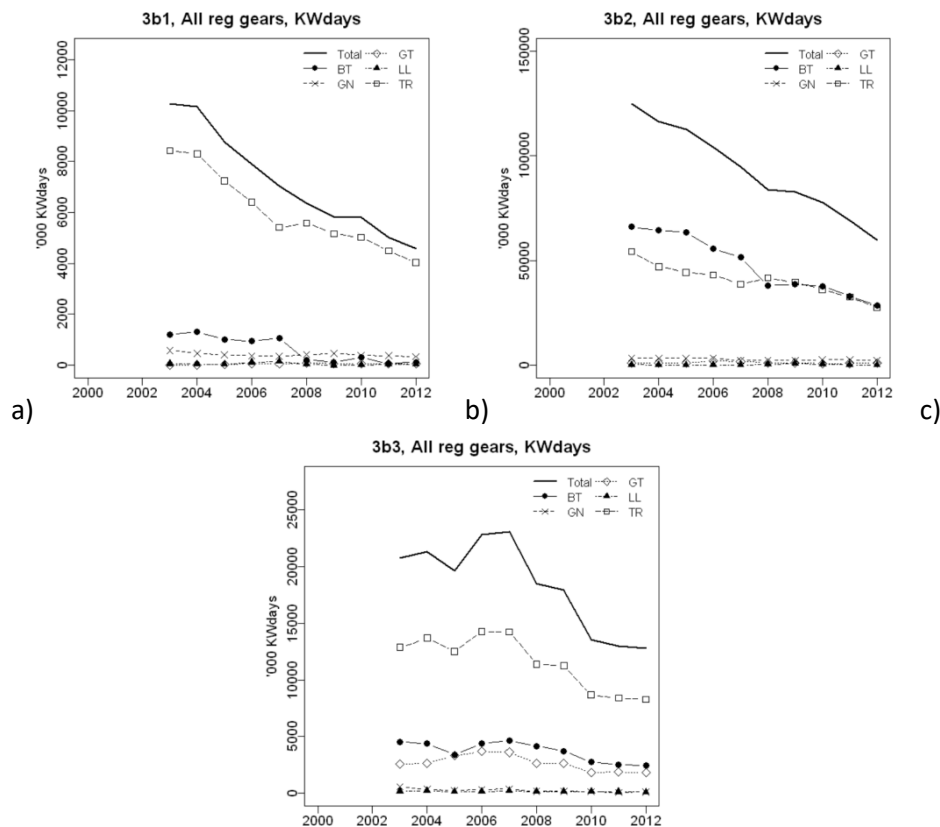 3b1, All reg gears, KWdays
'000 KWdays
12000
10000
8000
6000
4000
2000
0
Total GT
BT LL
GN TR
2000 2002 2004 2006 2008 2010 2012
a)
3b2, All reg gears, KWdays
'000 KWdays
150000
100000
50000
0
Total GT
BT LL
GN TR
2000 2002 2004 2006 2008 2010 2012
b)
c)
3b3, All reg gears, KWdays
'000 KWdays
25000
20000
15000
10000
5000
0
Total GT
BT LL
GN TR
2000 2002 2004 2006 2008 2010 2012